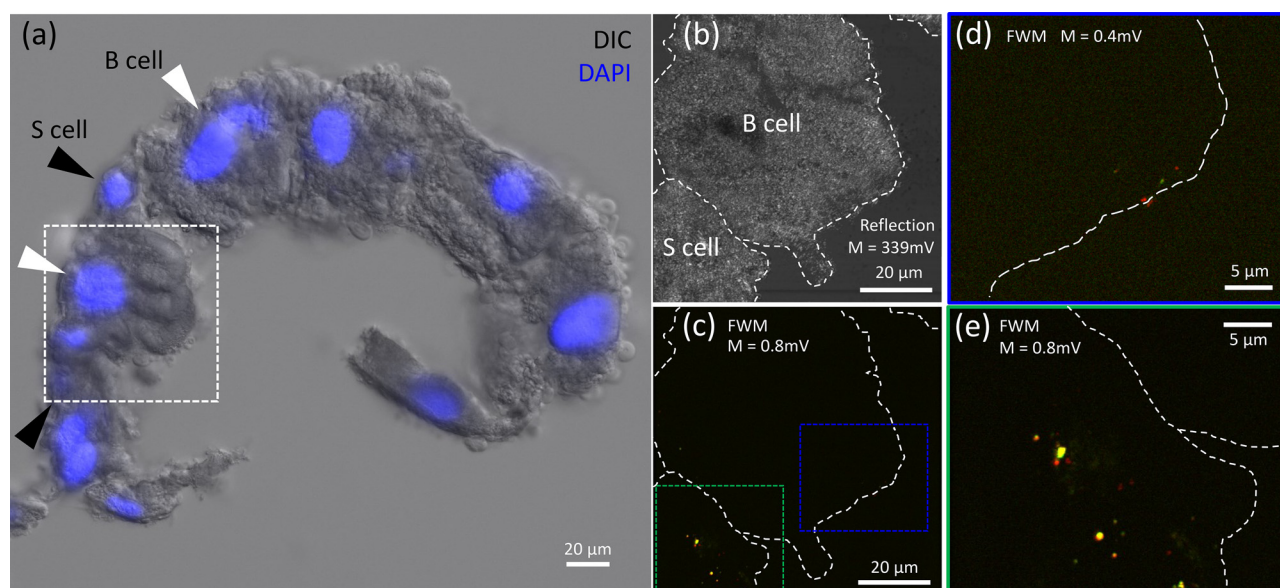 (a)
DIC
DAPI
B cell
S cell
20 µm
(b)
B cell
S cell
Reflection
M = 339mV
20 µm
(c)
FWM
M = 0.8mV
20 µm
(d)
FWM M = 0.4mV
5 µm
(e)
FWM
M = 0.8mV
5 µm